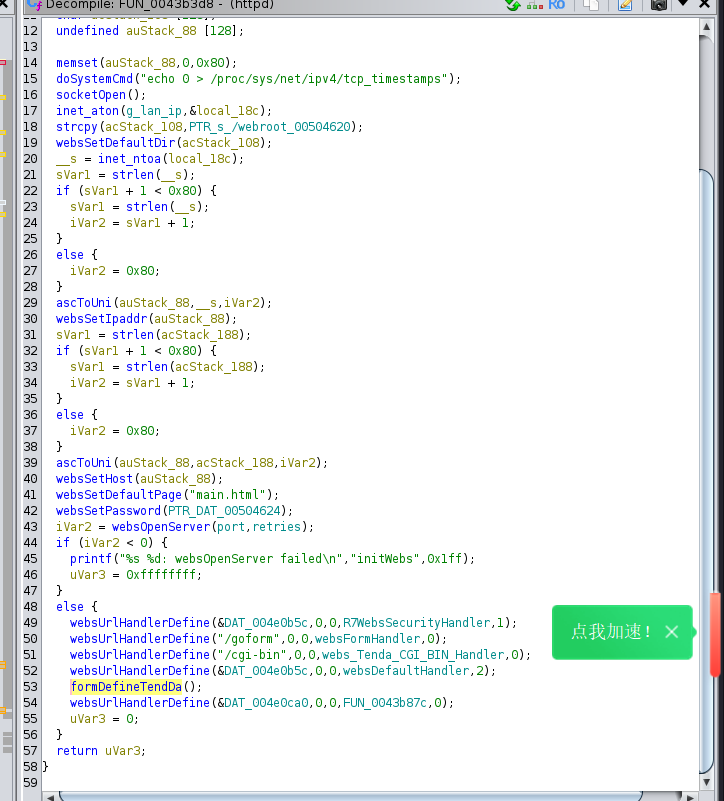 Decompile: FUN_0043b3d8 - (httpd)
12 undefined auStack_88 [128];
13
14 memset(auStack_88,0,0x80);
15 doSystemCmd("echo 0 > /proc/sys/net/ipv4/tcp_timestamps");
16 socketOpen();
17 inet_aton(g_lan_ip,&local_18c);
18 strcpy(acStack_108,PTR_s_/webroot_00504620);
19 websSetDefaultDir(acStack_108);
20 __s = inet_ntoa(local_18c);
21 sVar1 = strlen(__s);
22 if (sVar1 + 1 < 0x80) {
23 sVar1 = strlen(__s);
24 iVar2 = sVar1 + 1;
25 }
26 else {
27 iVar2 = 0x80;
28 }
29 ascToUni(auStack_88,__s,iVar2);
30 websSetIpaddr(auStack_88);
31 sVar1 = strlen(acStack_188);
32 if (sVar1 + 1 < 0x80) {
33 sVar1 = strlen(acStack_188);
34 iVar2 = sVar1 + 1;
35 }
36 else {
37 iVar2 = 0x80;
38 }
39 ascToUni(auStack_88,acStack_188,iVar2);
40 websSetHost(auStack_88);
41 websSetDefaultPage("main.html");
42 websSetPassword(PTR_DAT_00504624);
43 iVar2 = websOpenServer(port,retries);
44 if (iVar2 < 0) {
45 printf("%s %d: websOpenServer failed\n","initWebs",0x1ff);
46 uVar3 = 0xffffffff;
47 }
48 else {
49 websUrlHandlerDefine(&DAT_004e0b5c,0,0,R7WebsSecurityHandler,1);
50 websUrlHandlerDefine("/goform",0,0,websFormHandler,0);
51 websUrlHandlerDefine("/cgi-bin",0,0,webs_Tenda_CGI_BIN_Handler,0);
52 websUrlHandlerDefine(&DAT_004e0b5c,0,0,websDefaultHandler,2);
53 formDefineTendDa();
54 websUrlHandlerDefine(&DAT_004e0ca0,0,0,FUN_0043b87c,0);
55 uVar3 = 0;
56 }
57 return uVar3;
58 }
59
点我加速！